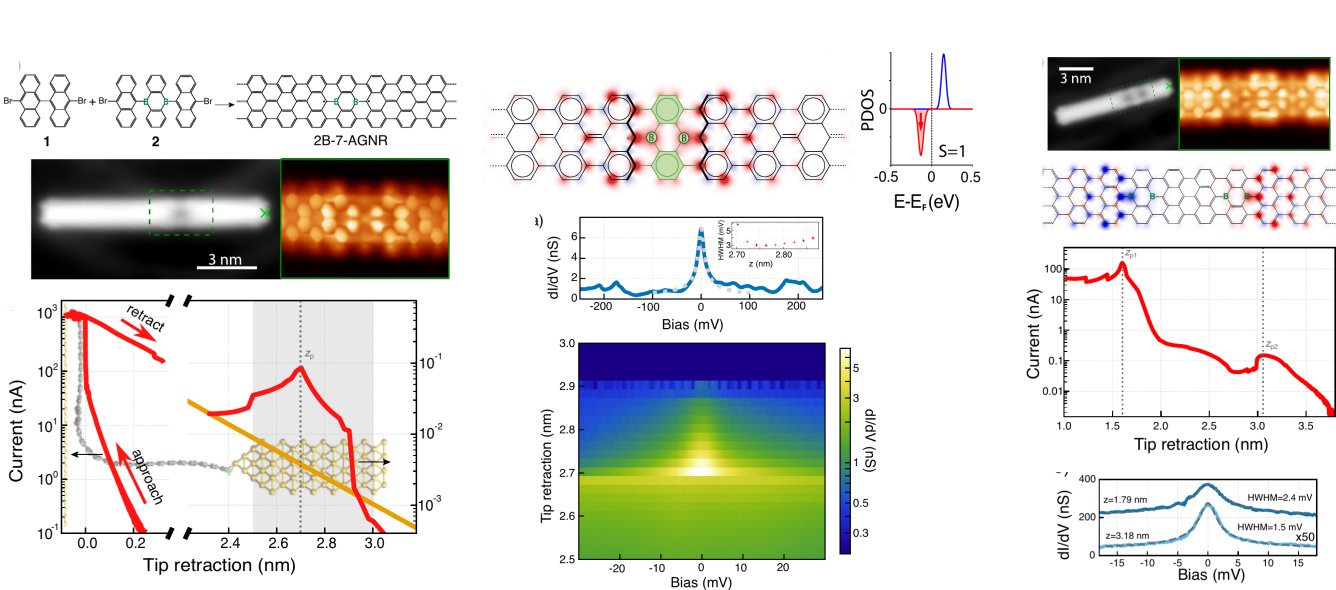 Br Br + Br B B Br
1 2 2B-7-AGNR
B B
3 nm
retract
approach
z_p
10³
10²
10¹
10⁰
10⁻¹
10⁻¹
10⁻²
10⁻³
Current (nA)
0.0 0.2 2.4 2.6 2.8 3.0
Tip retraction (nm)
B B
PDOS
0
S=1
-0.5 0 0.5
E-E_F(eV)
a)
dI/dV (nS)
6
4
2
0
-200 -100 0 100 200
Bias (mV)
HWHM (mV)
5
3
2.70 2.80
z (nm)
3.0
2.9
2.8
2.7
2.6
2.5
Tip retraction (nm)
-20 -10 0 10 20
Bias (mV)
5
3
1
0.5
0.3
dI/dV (nS)
3 nm
B B B B
z_p1
z_p2
100
10
1
0.1
0.01
Current (nA)
1.0 1.5 2.0 2.5 3.0 3.5
Tip retraction (nm)
400
200
0
dI/dV (nS)
z=1.79 nm HWHM=2.4 mV
z=3.18 nm HWHM=1.5 mV
x50
-15 -10 -5 0 5 10 15
Bias (mV)